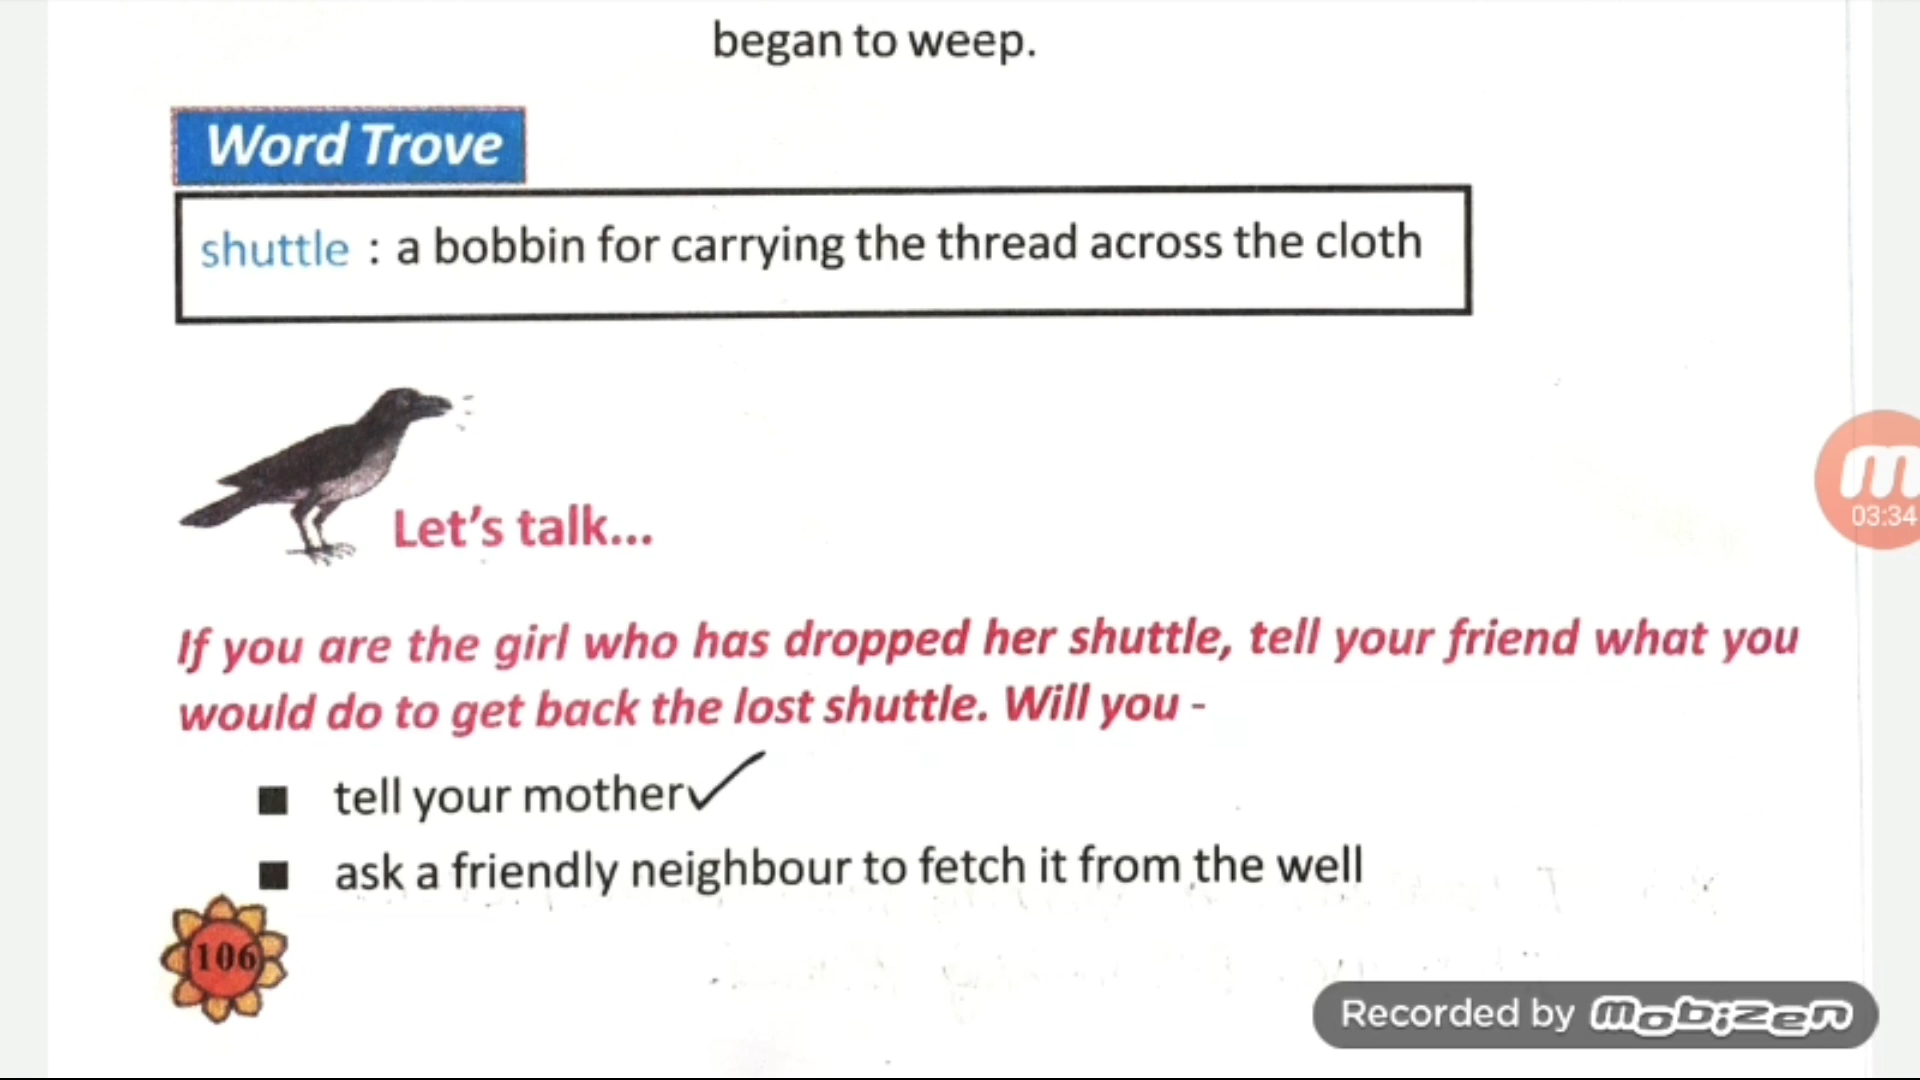 began to weep.
Word Trove
shuttle : a bobbin for carrying the thread across the cloth
Let's talk...
If you are the girl who has dropped her shuttle, tell your friend what you
would do to get back the lost shuttle. Will you -
■ tell your mother✓
■ ask a friendly neighbour to fetch it from the well
106
m
03:34
Recorded by mobizen